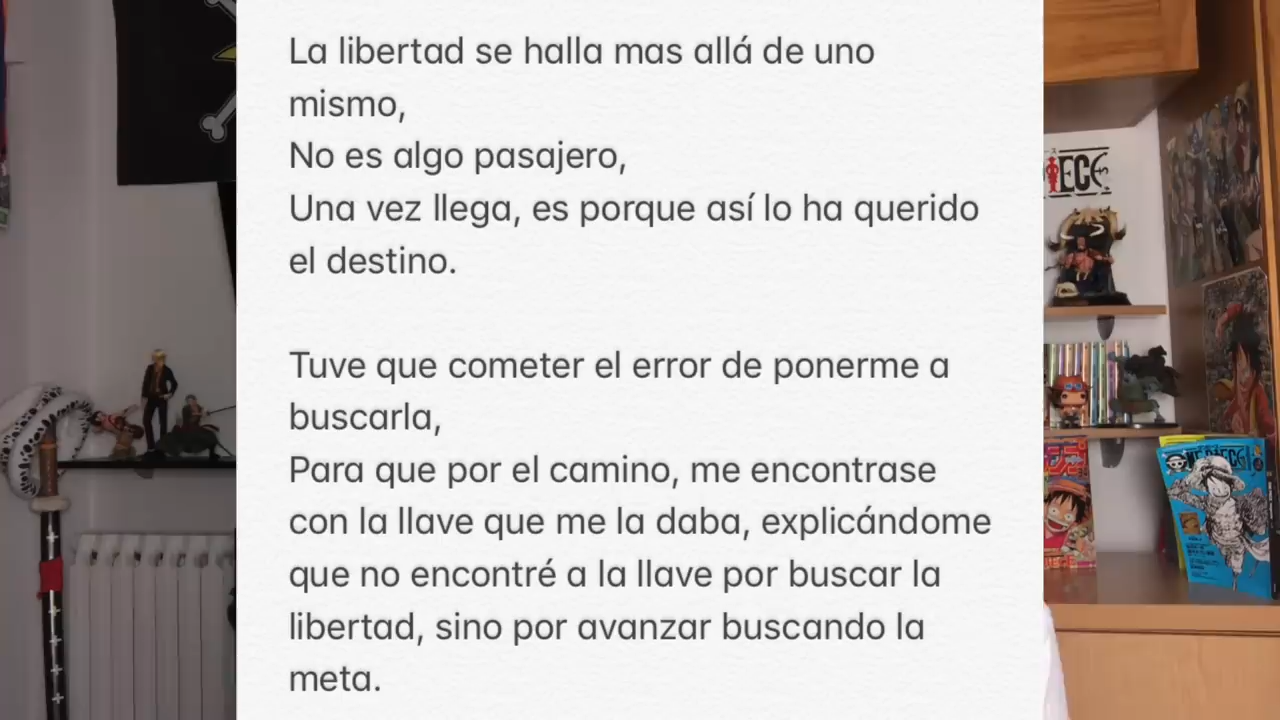 La libertad se halla mas allá de uno
mismo,
No es algo pasajero,
Una vez llega, es porque así lo ha querido
el destino.
Tuve que cometer el error de ponerme a
buscarla,
Para que por el camino, me encontrase
con la llave que me la daba, explicándome
que no encontré a la llave por buscar la
libertad, sino por avanzar buscando la
meta.
ONE PIECE